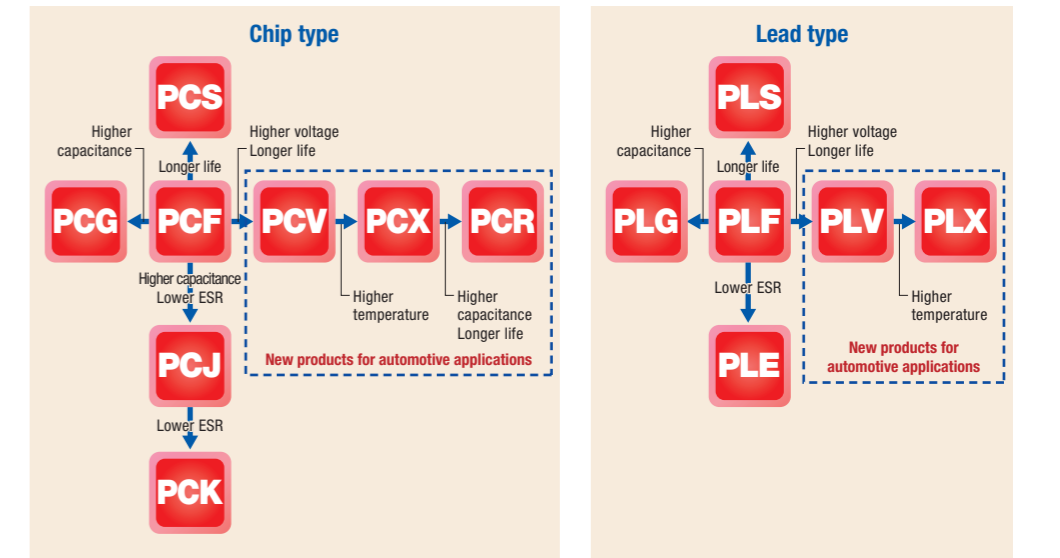 Chip type
PCS
Higher
capacitance
Higher voltage
Longer life
Longer life
PCG
PCF
PCV
PCX
PCR
Higher capacitance
Lower ESR
Higher
temperature
Higher
capacitance
Longer life
PCJ
New products for automotive applications
Lower ESR
PCK
Lead type
PLS
Higher
capacitance
Higher voltage
Longer life
Longer life
PLG
PLF
PLV
PLX
Lower ESR
Higher
temperature
PLE
New products for
automotive applications